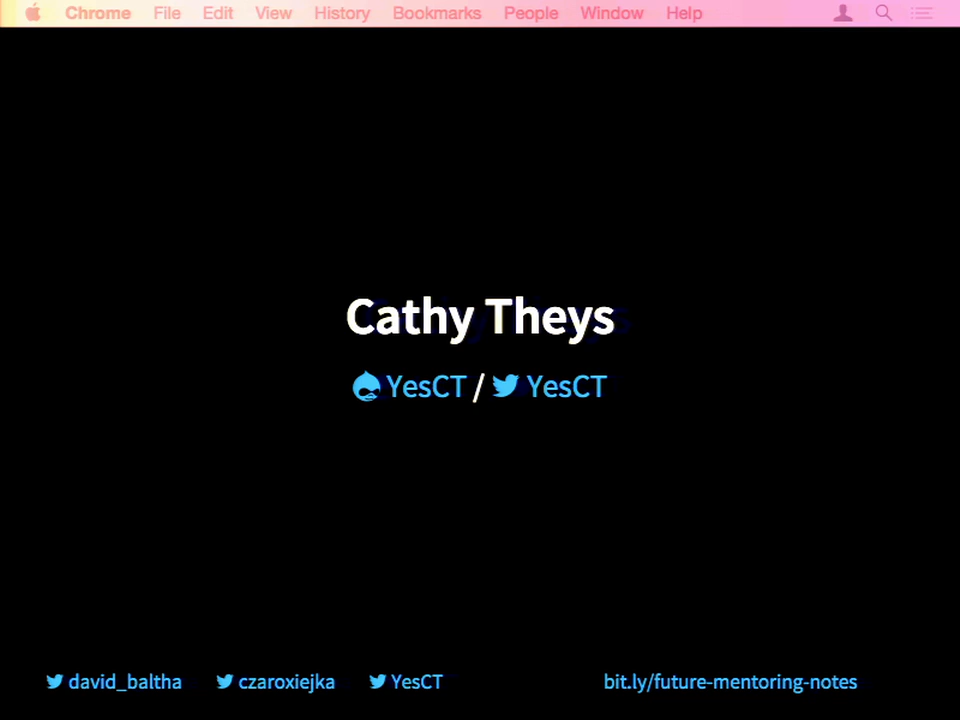 Chrome File Edit View History Bookmarks People Window Help
Cathy Theys
YesCT / YesCT
david_baltha czaroxiejka YesCT bit.ly/future-mentoring-notes